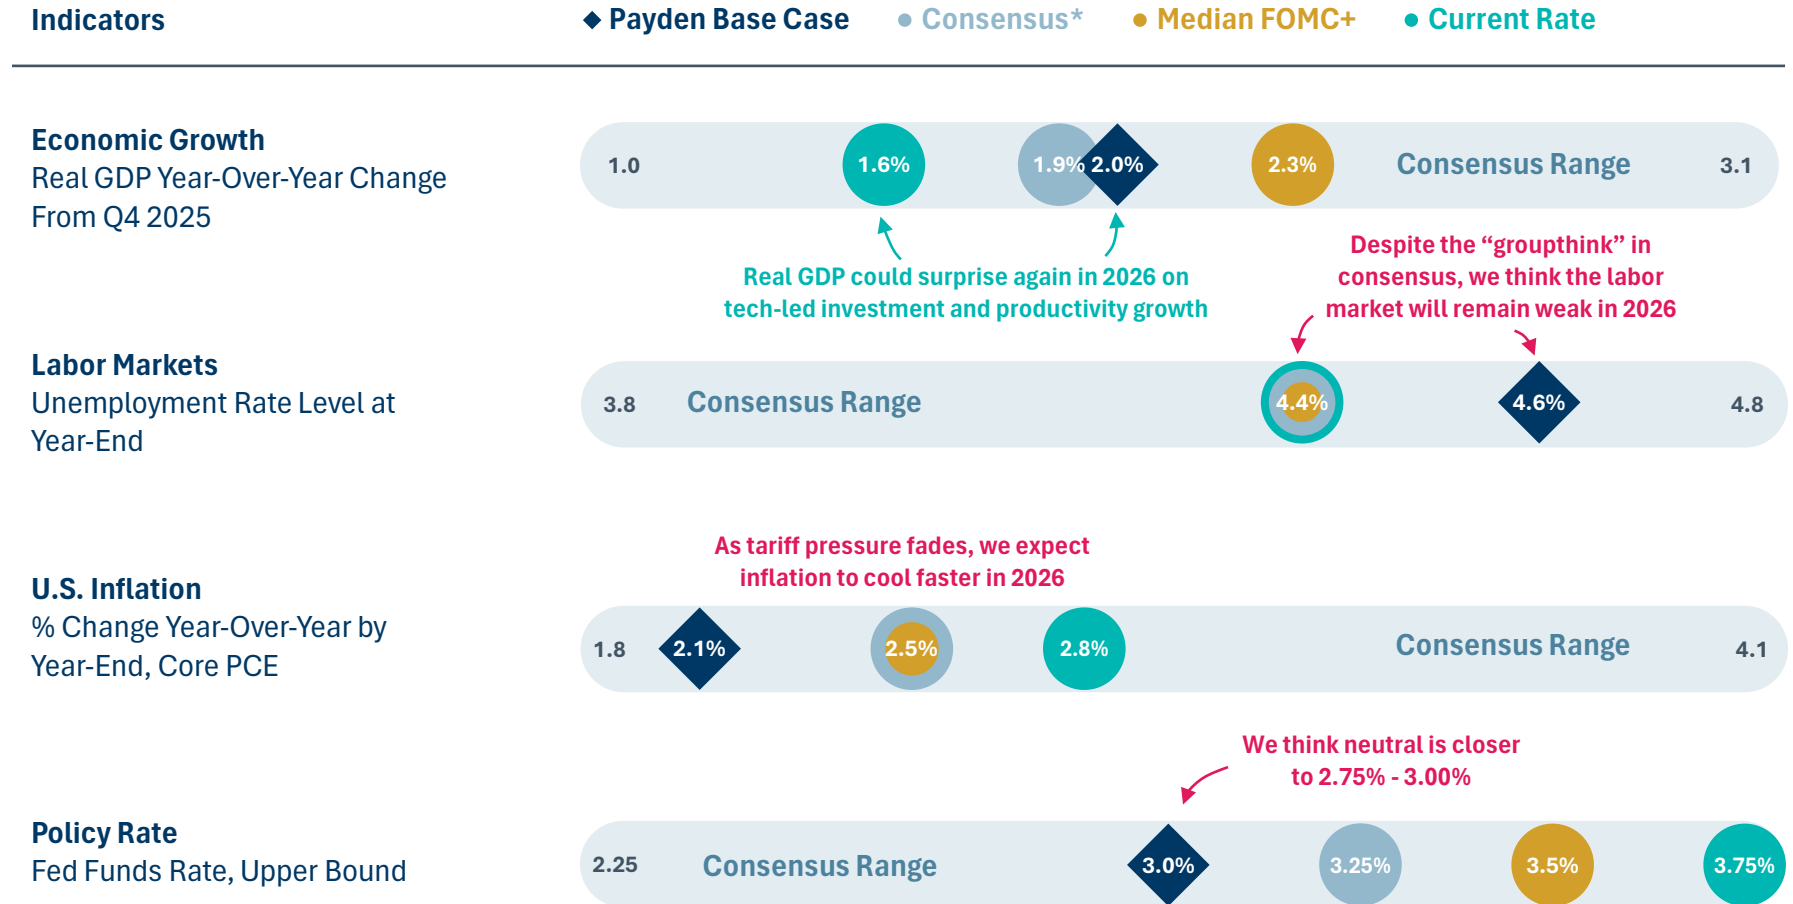 Indicators
Payden Base Case
Consensus*
Median FOMC+
Current Rate
Economic Growth
Real GDP Year-Over-Year Change
From Q4 2025
1.0
1.6%
1.9%
2.0%
2.3%
Consensus Range
3.1
Real GDP could surprise again in 2026 on
tech-led investment and productivity growth
Despite the “groupthink” in
consensus, we think the labor
market will remain weak in 2026
Labor Markets
Unemployment Rate Level at
Year-End
3.8
Consensus Range
4.4%
4.6%
4.8
As tariff pressure fades, we expect
inflation to cool faster in 2026
U.S. Inflation
% Change Year-Over-Year by
Year-End, Core PCE
1.8
2.1%
2.5%
2.8%
Consensus Range
4.1
We think neutral is closer
to 2.75% - 3.00%
Policy Rate
Fed Funds Rate, Upper Bound
2.25
Consensus Range
3.0%
3.25%
3.5%
3.75%